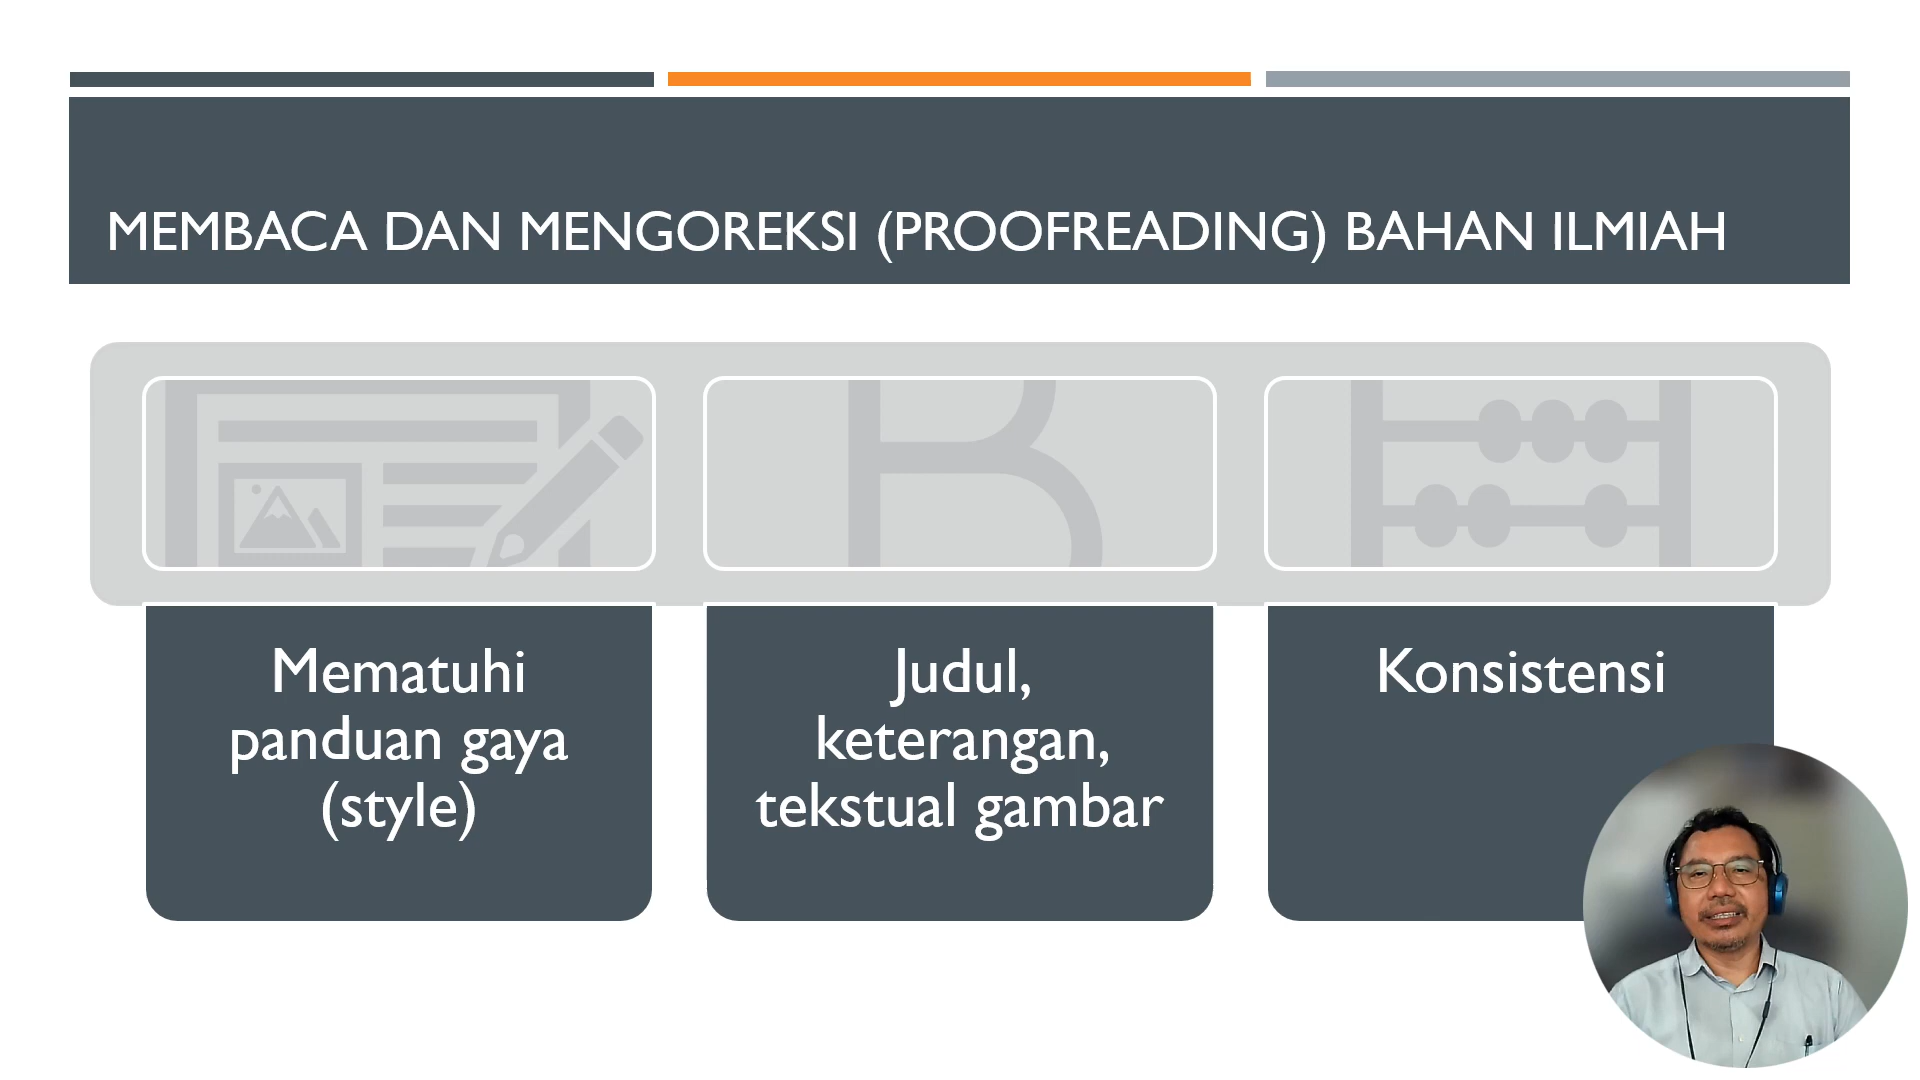 MEMBACA DAN MENGOREKSI (PROOFREADING) BAHAN ILMIAH
Mematuhi
panduan gaya
(style)
Judul,
keterangan,
tekstual gambar
Konsistensi